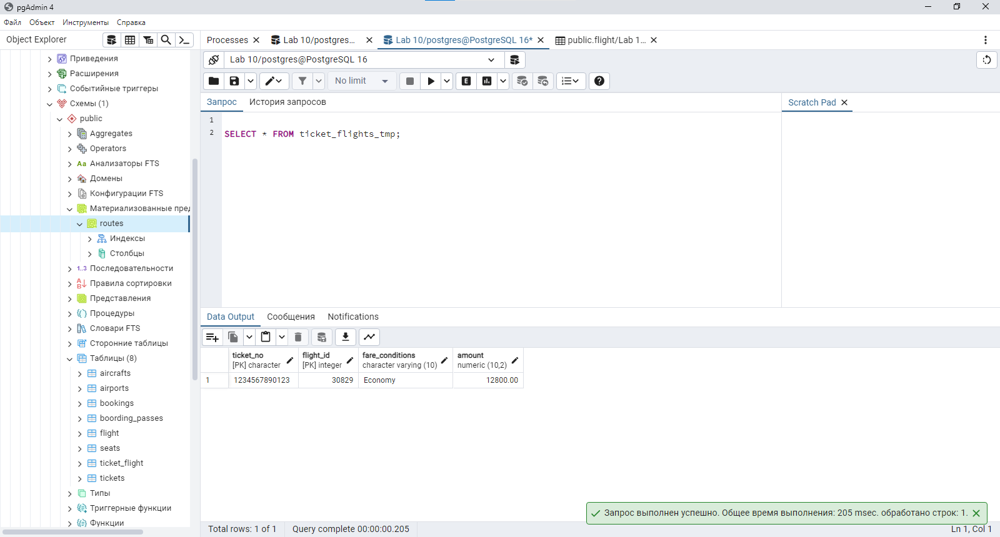 pgAdmin 4
Файл Объект Инструменты Справка
Object Explorer
Processes Lab 10/postgres... Lab 10/postgres@PostgreSQL 16* public.flight/Lab 1...
Lab 10/postgres@PostgreSQL 16
No limit
E
Запрос История запросов
Scratch Pad
1
2 SELECT * FROM ticket_flights_tmp;
Приведения
Расширения
Событийные триггеры
Схемы (1)
public
Aggregates
Operators
Aa Анализаторы FTS
Домены
Конфигурации FTS
Материализованные пред
routes
Индексы
Столбцы
1..3 Последовательности
Правила сортировки
Представления
Процедуры
Словари FTS
Сторонние таблицы
Таблицы (8)
aircrafts
airports
bookings
boording_passes
flight
seats
ticket_flight
tickets
Типы
Триггерные функции
Функции
Data Output Сообщения Notifications
ticket_no flight_id fare_conditions amount
[PK] character [PK] integer character varying (10) numeric (10,2)
1 1234567890123 30829 Economy 12800.00
Запрос выполнен успешно. Общее время выполнения: 205 msec. обработано строк: 1.
Total rows: 1 of 1 Query complete 00:00:00.205 Ln 1, Col 1